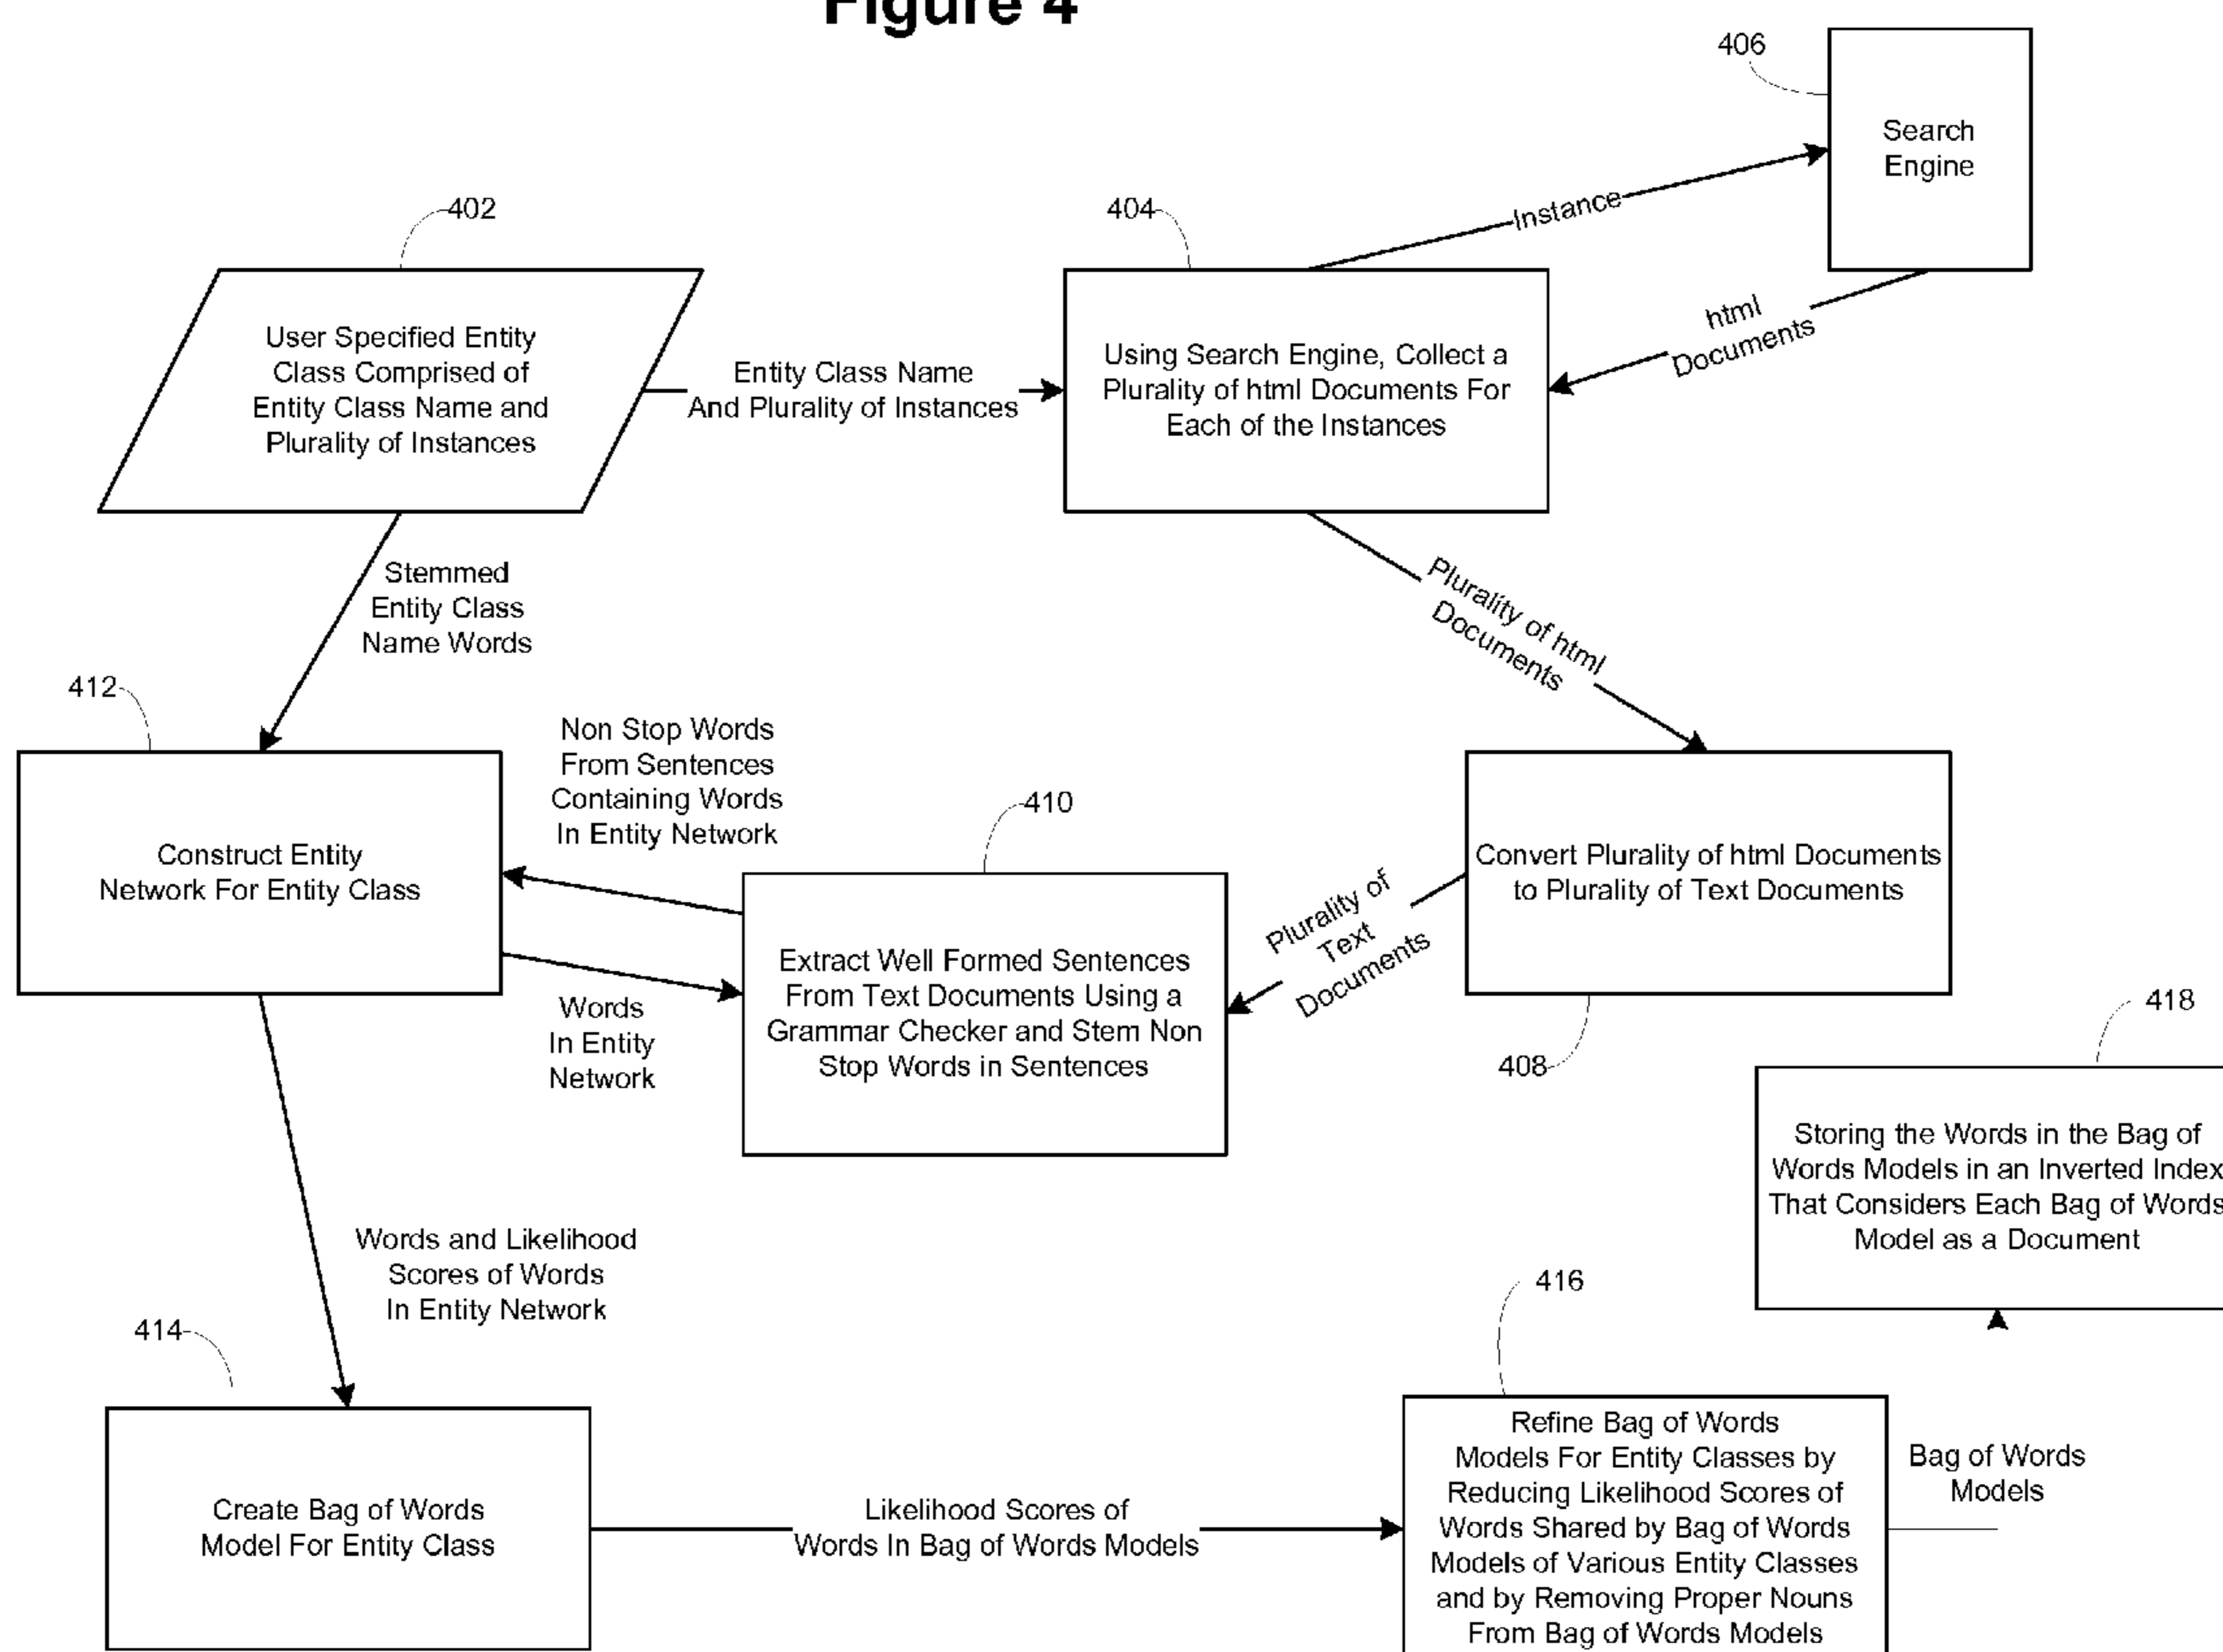 Figure 4
406
Search
Engine
402
404
Instance
html
Documents
User Specified Entity
Class Comprised of
Entity Class Name and
Plurality of Instances
Entity Class Name
And Plurality of Instances
Using Search Engine, Collect a
Plurality of html Documents For
Each of the Instances
Stemmed
Entity Class
Name Words
Plurality of html
Documents
412
Non Stop Words
From Sentences
Containing Words
In Entity Network
410
Construct Entity
Network For Entity Class
Convert Plurality of html Documents
to Plurality of Text Documents
Plurality of
Text
Documents
Extract Well Formed Sentences
From Text Documents Using a
Grammar Checker and Stem Non
Stop Words in Sentences
Words
In Entity
Network
408
418
Storing the Words in the Bag of
Words Models in an Inverted Index
That Considers Each Bag of Words
Model as a Document
Words and Likelihood
Scores of Words
In Entity Network
416
414
Create Bag of Words
Model For Entity Class
Likelihood Scores of
Words In Bag of Words Models
Refine Bag of Words
Models For Entity Classes by
Reducing Likelihood Scores of
Words Shared by Bag of Words
Models of Various Entity Classes
and by Removing Proper Nouns
From Bag of Words Models
Bag of Words
Models